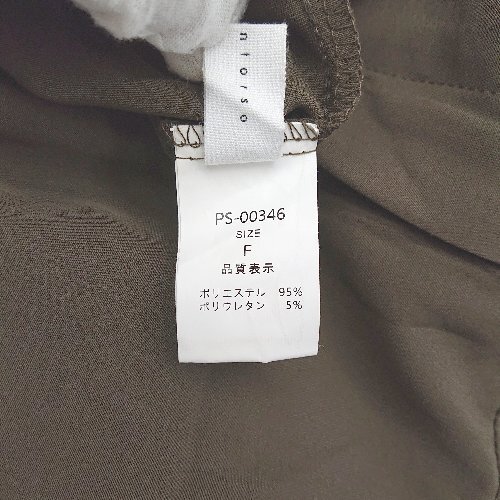 ntorso
PS-00346
SIZE
F
品質表示
ポリエステル 95%
ポリウレタン 5%